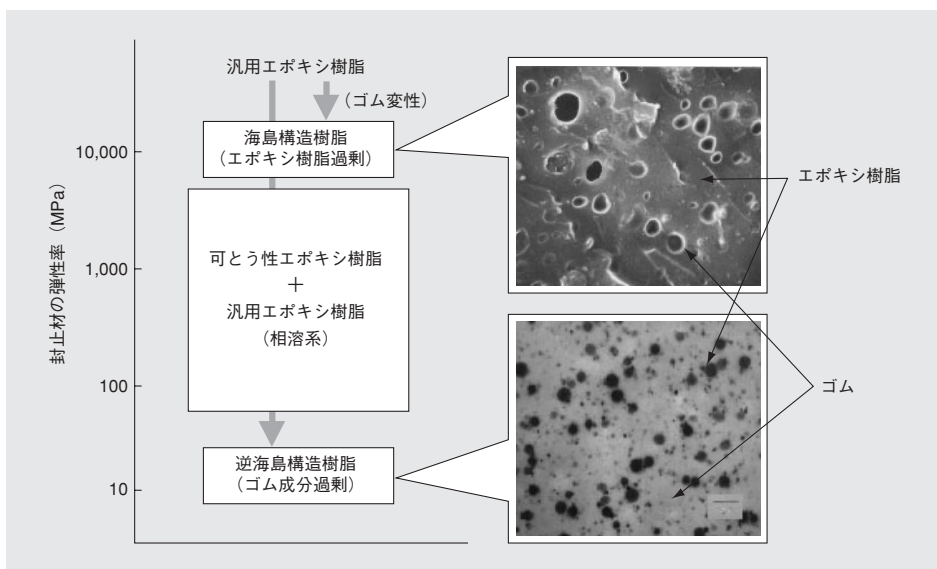 汎用エポキシ樹脂
(ゴム変性)
海島構造樹脂
(エポキシ樹脂過剰)
10,000
エポキシ樹脂
封止材の弾性率 (MPa)
可とう性エポキシ樹脂
+
汎用エポキシ樹脂
(相溶系)
1,000
100
ゴム
逆海島構造樹脂
(ゴム成分過剰)
10